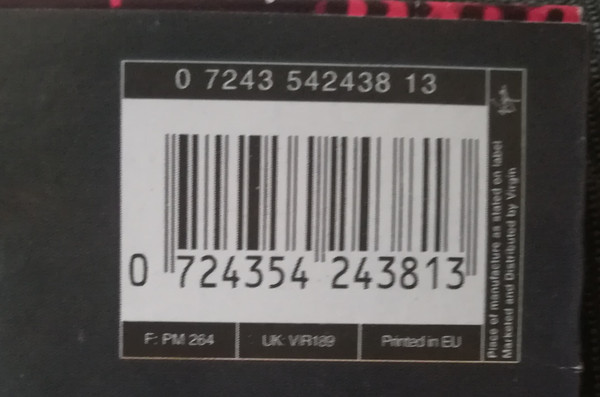 0 7243 542438 13
0 724354 243813
F: PM 264
UK: VIR189
Printed in EU
Virgin
Place of manufacture as stated on label
Marketed and Distributed by Virgin